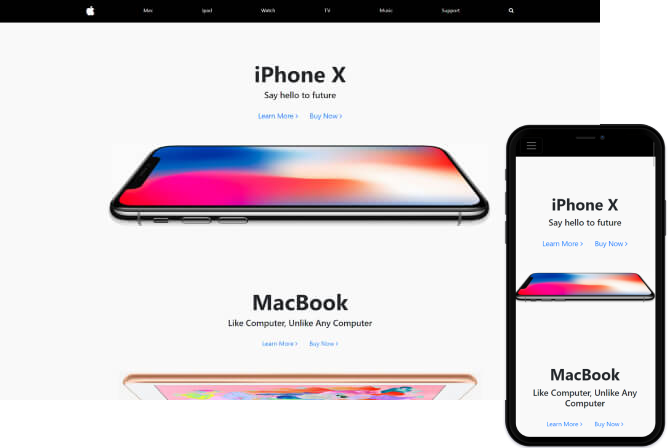 Mac Ipad Watch TV Music Support
iPhone X
Say hello to future
Learn More > Buy Now >
MacBook
Like Computer, Unlike Any Computer
Learn More > Buy Now >
iPhone X
Say hello to future
Learn More > Buy Now >
MacBook
Like Computer, Unlike Any
Computer
Learn More > Buy Now >